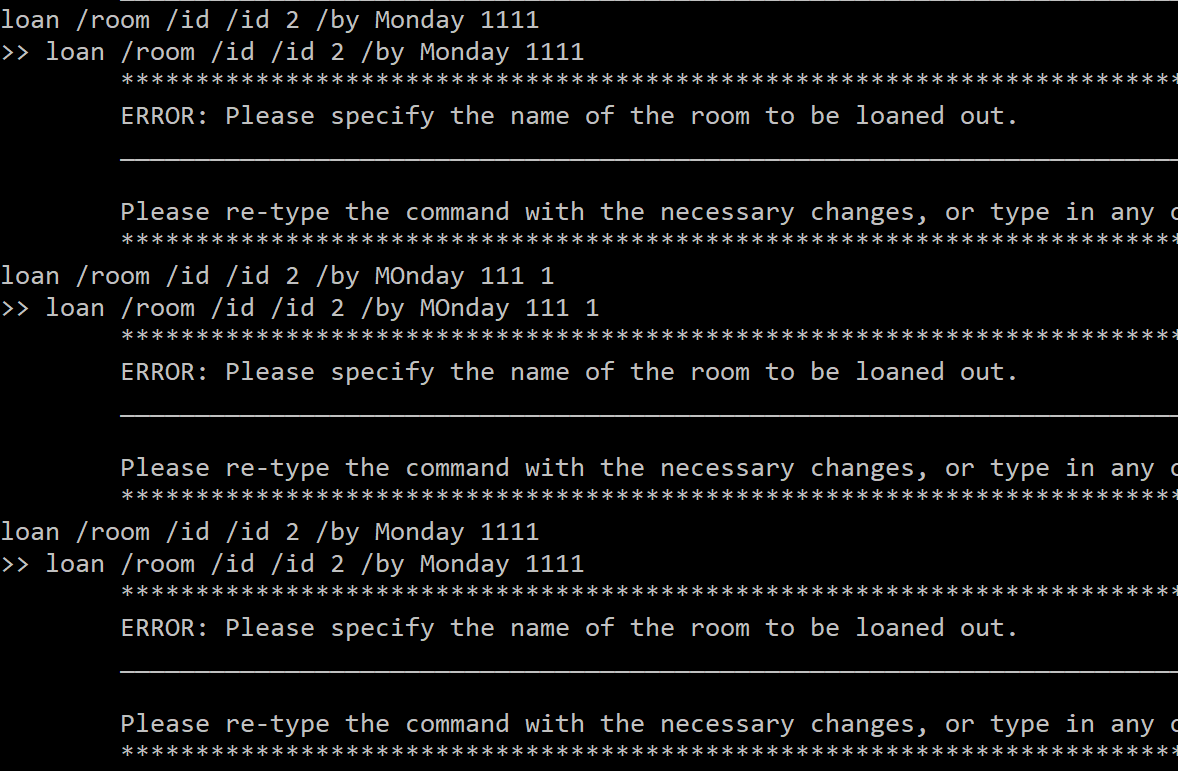 loan /room /id /id 2 /by Monday 1111
>> loan /room /id /id 2 /by Monday 1111
***********************************************************************
ERROR: Please specify the name of the room to be loaned out.
_______________________________________________________________________
Please re-type the command with the necessary changes, or type in any
***********************************************************************
loan /room /id /id 2 /by MOnday 111 1
>> loan /room /id /id 2 /by MOnday 111 1
***********************************************************************
ERROR: Please specify the name of the room to be loaned out.
_______________________________________________________________________
Please re-type the command with the necessary changes, or type in any
***********************************************************************
loan /room /id /id 2 /by Monday 1111
>> loan /room /id /id 2 /by Monday 1111
***********************************************************************
ERROR: Please specify the name of the room to be loaned out.
_______________________________________________________________________
Please re-type the command with the necessary changes, or type in any
***********************************************************************